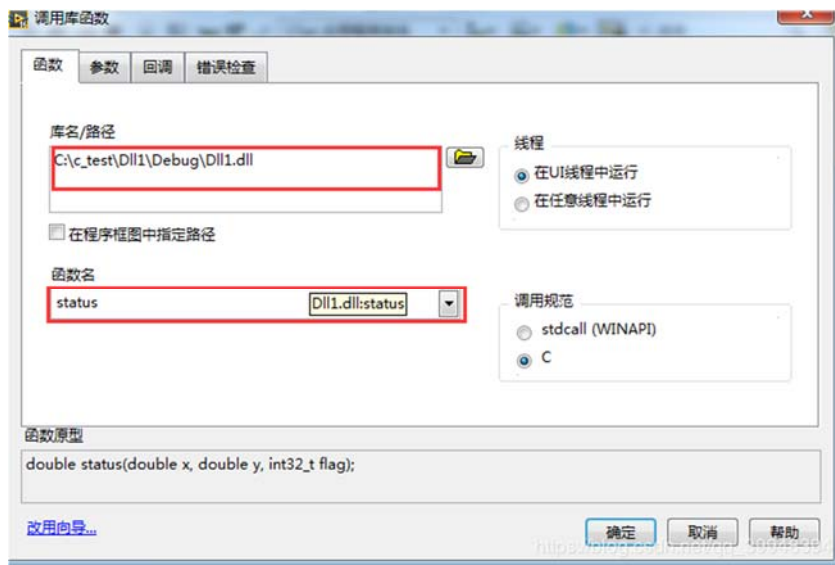 调用库函数
函数
参数
回调
错误检查
库名/路径
C:\c_test\Dll1\Debug\Dll1.dll
在程序框图中指定路径
函数名
status
Dll1.dll:status
线程
在UI线程中运行
在任意线程中运行
调用规范
stdcall (WINAPI)
C
函数原型
double status(double x, double y, int32_t flag);
改用向导...
确定
取消
帮助